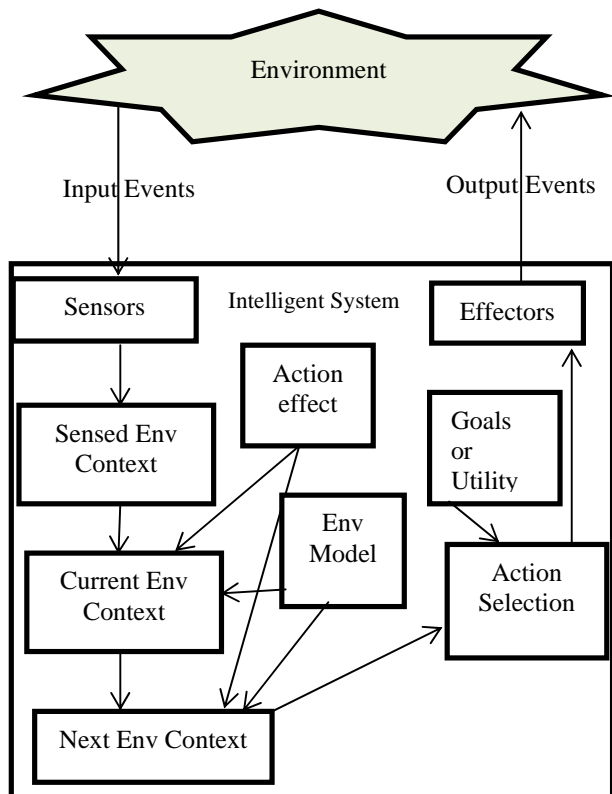 Environment
Input Events
Output Events
Intelligent System
Sensors
Effectors
Action
effect
Goals
or
Utility
Sensed Env
Context
Env
Model
Action
Selection
Current Env
Context
Next Env Context